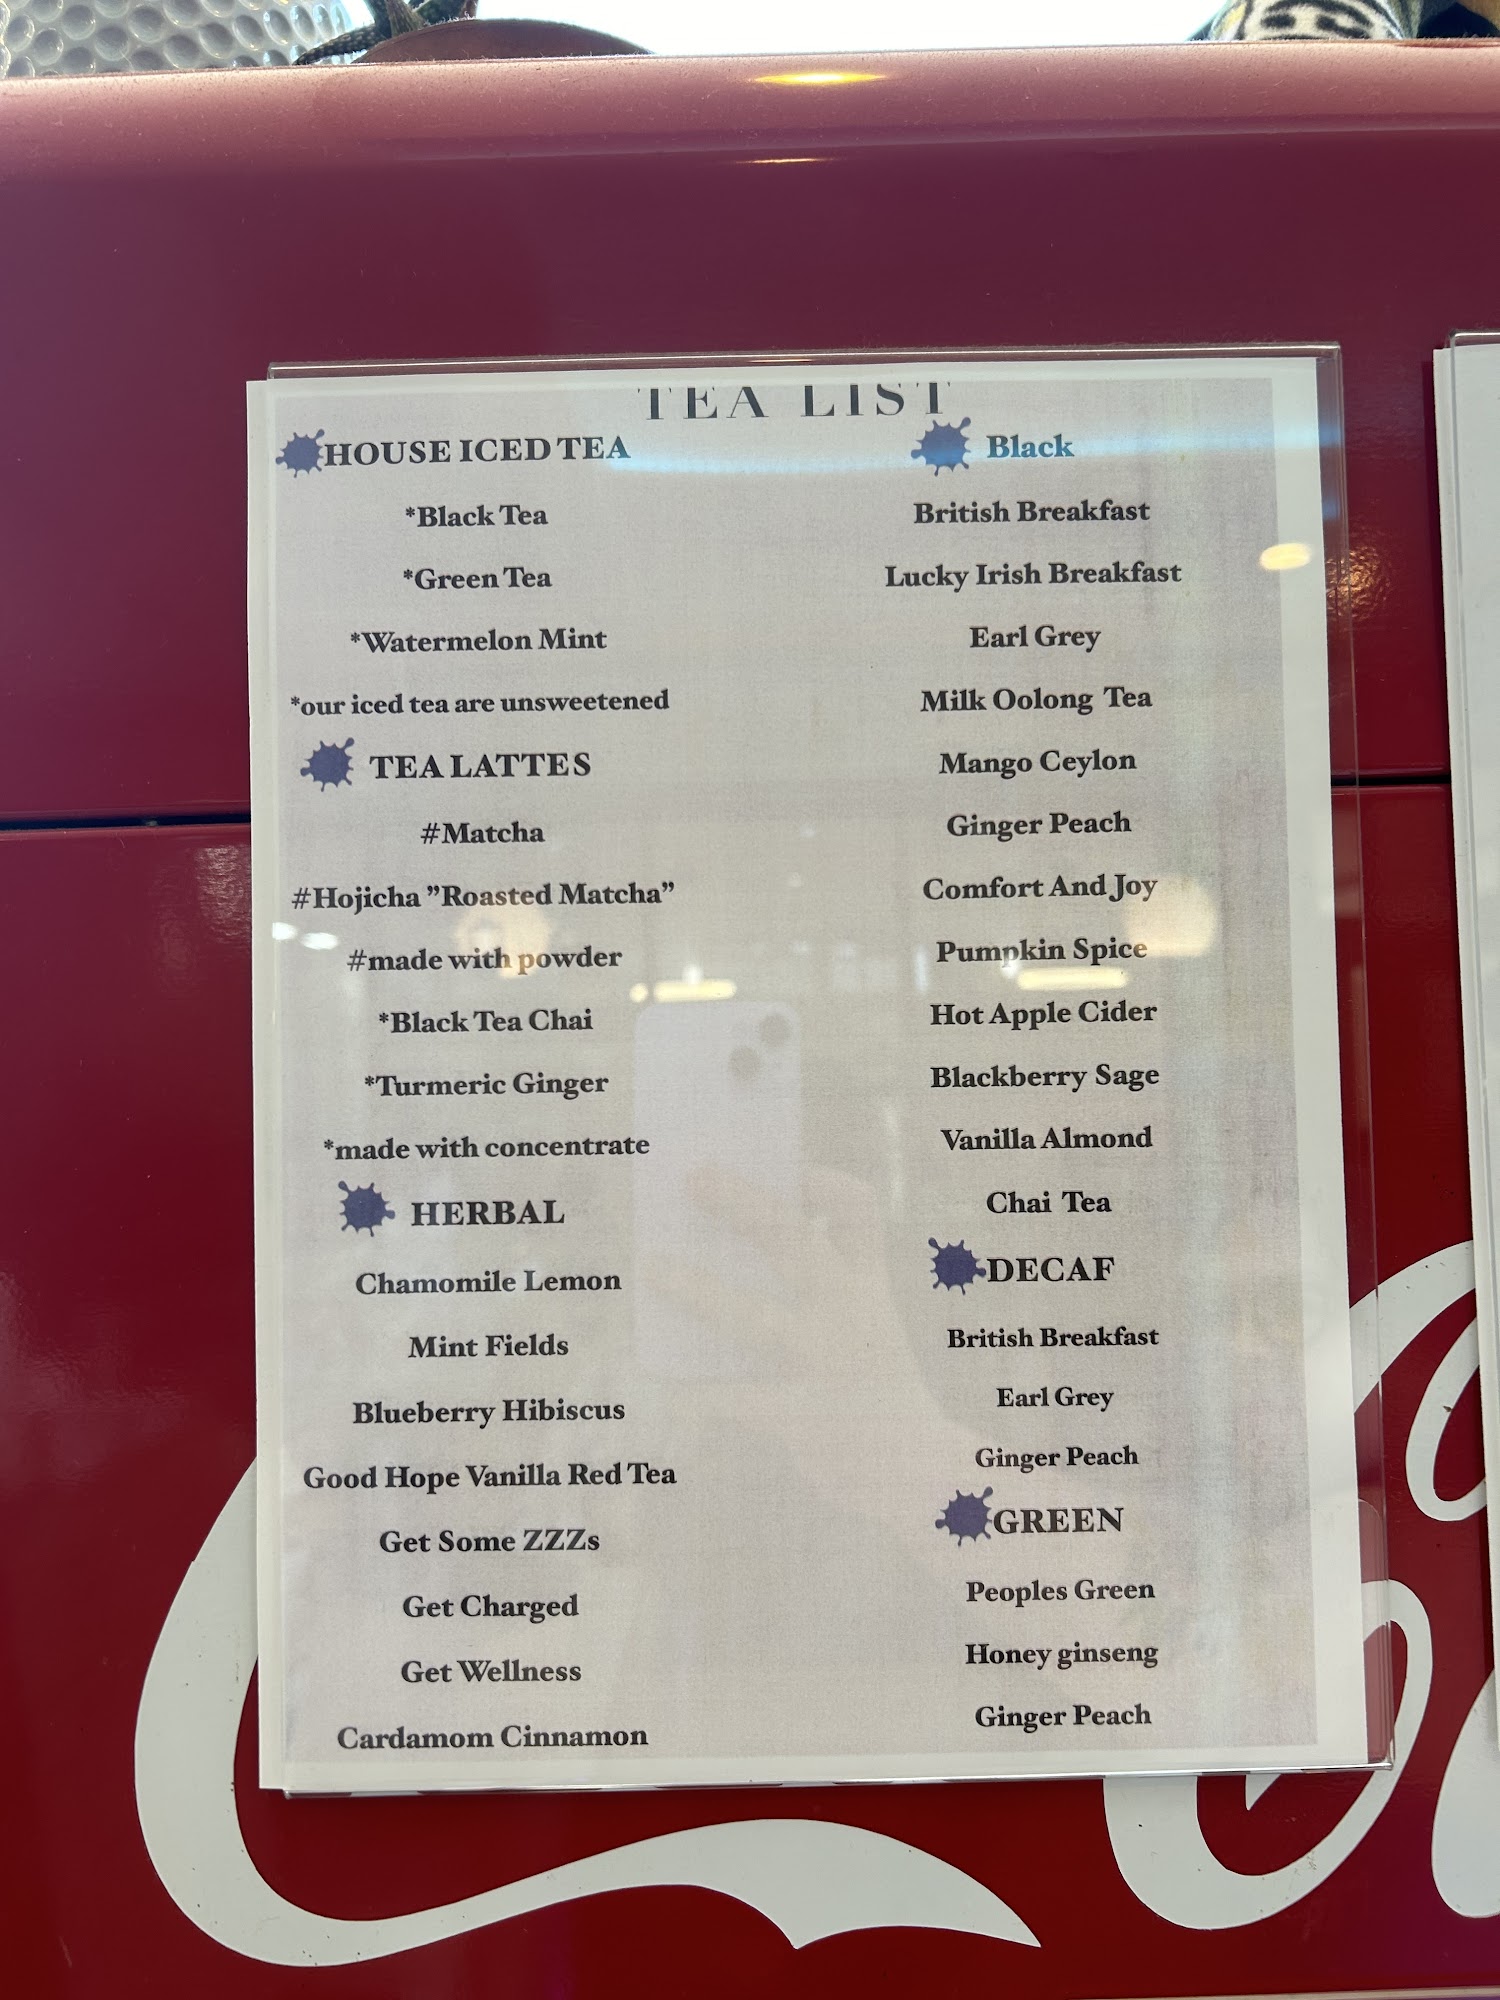 TEA LIST
HOUSE ICED TEA
*Black Tea
*Green Tea
*Watermelon Mint
*our iced tea are unsweetened
TEA LATTES
#Matcha
#Hojicha ”Roasted Matcha”
#made with powder
*Black Tea Chai
*Turmeric Ginger
*made with concentrate
HERBAL
Chamomile Lemon
Mint Fields
Blueberry Hibiscus
Good Hope Vanilla Red Tea
Get Some ZZZs
Get Charged
Get Wellness
Cardamom Cinnamon
Black
British Breakfast
Lucky Irish Breakfast
Earl Grey
Milk Oolong Tea
Mango Ceylon
Ginger Peach
Comfort And Joy
Pumpkin Spice
Hot Apple Cider
Blackberry Sage
Vanilla Almond
Chai Tea
DECAF
British Breakfast
Earl Grey
Ginger Peach
GREEN
Peoples Green
Honey ginseng
Ginger Peach